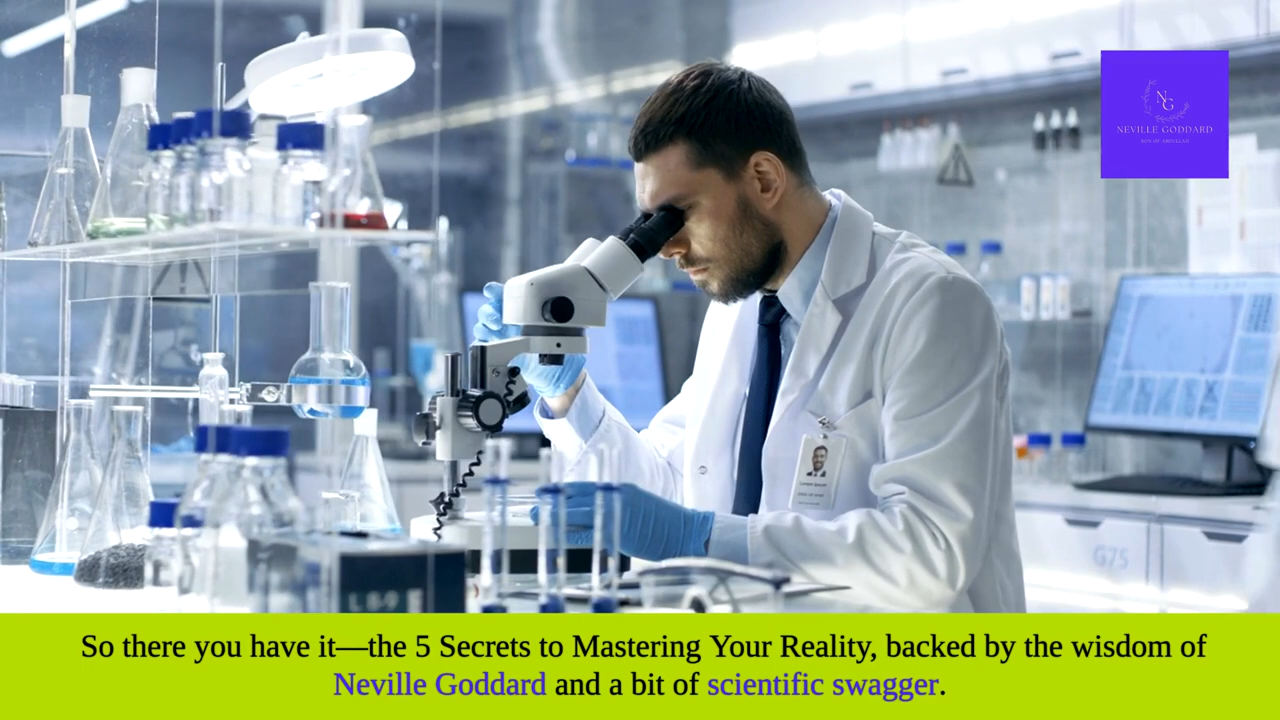 NG
NEVILLE GODDARD
G75
So there you have it—the 5 Secrets to Mastering Your Reality, backed by the wisdom of
Neville Goddard and a bit of scientific swagger.